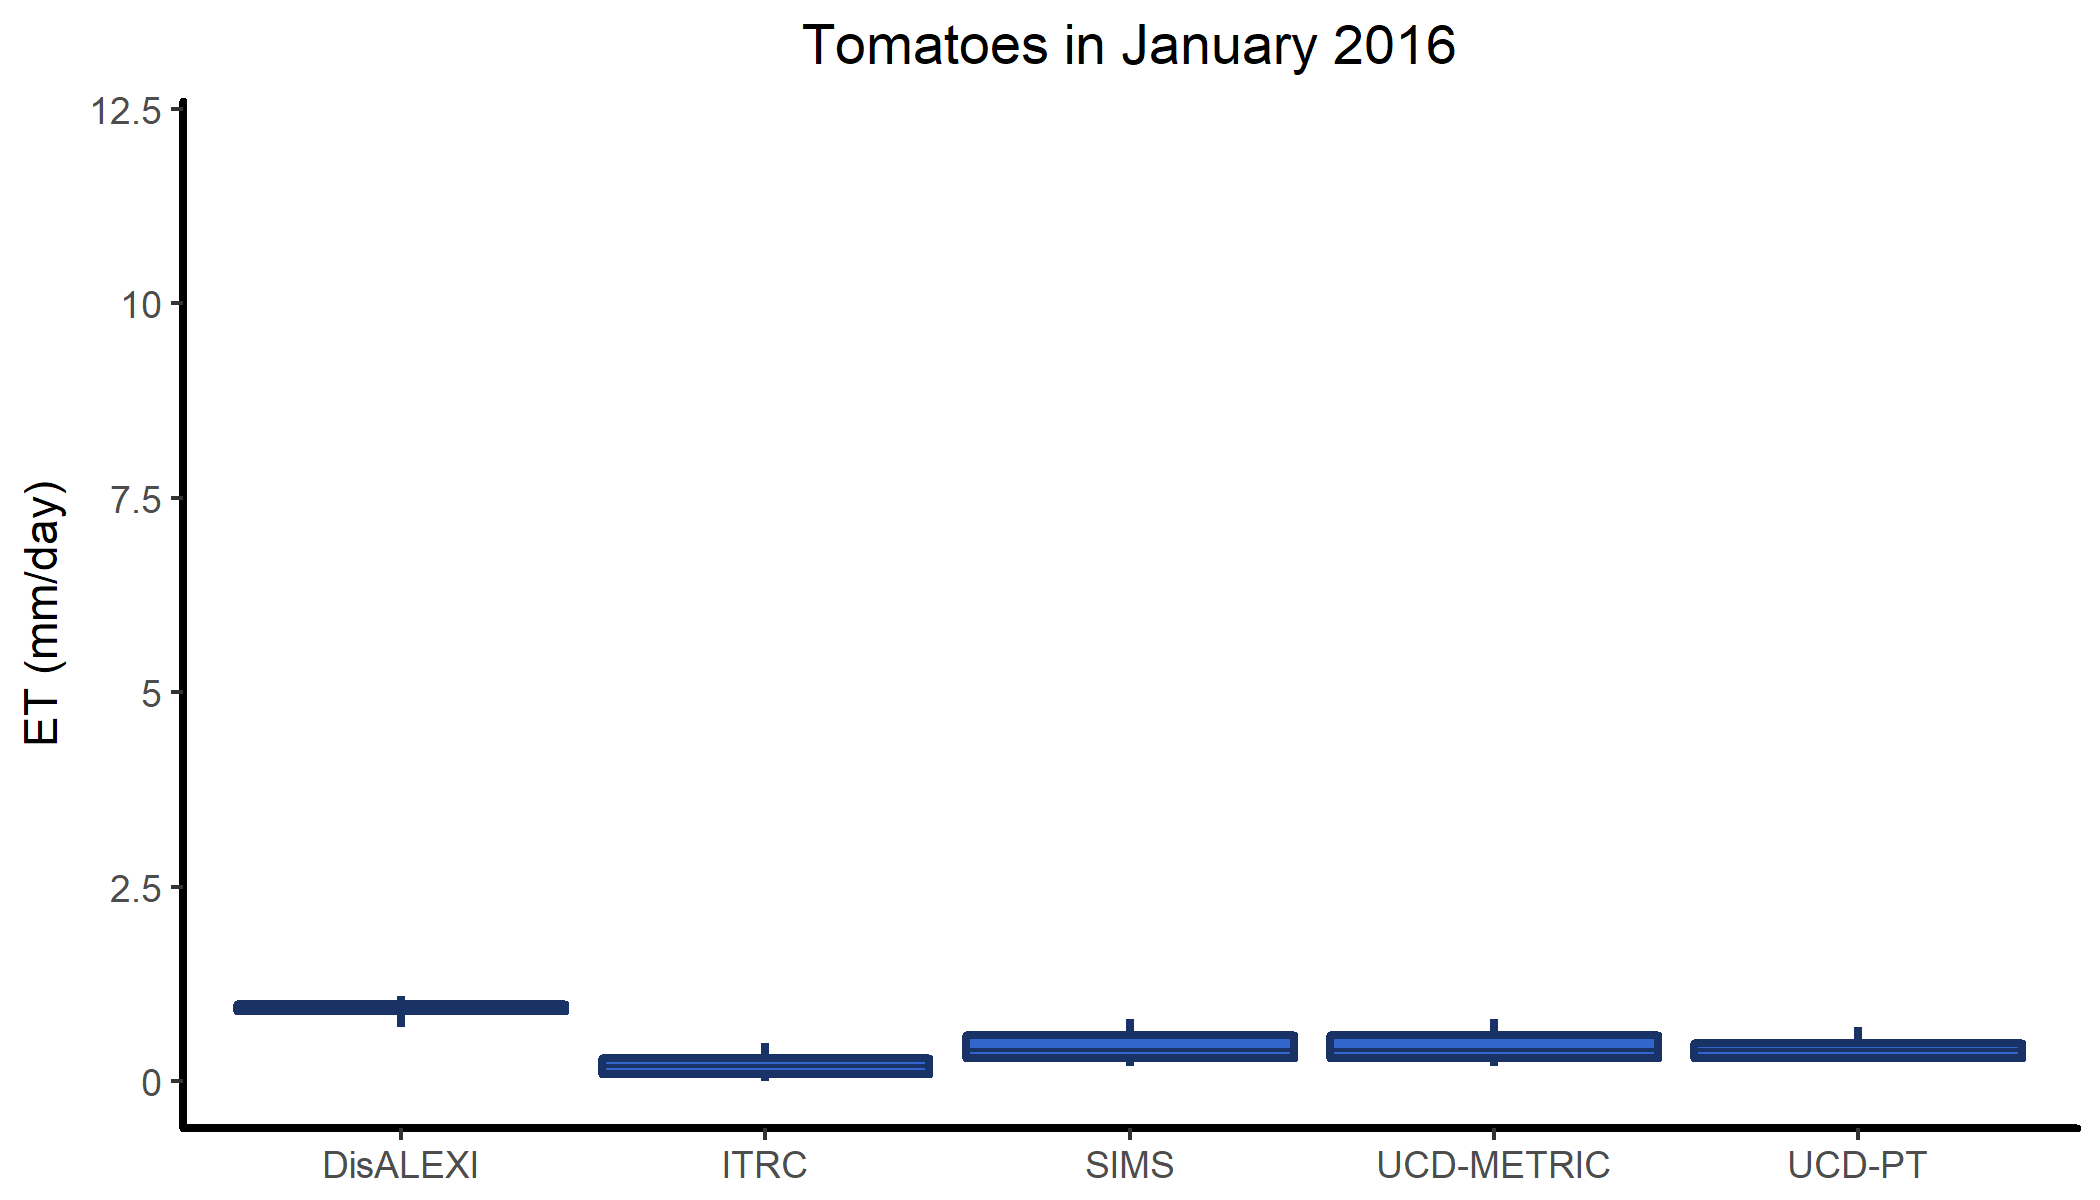 Tomatoes in January 2016
ET (mm/day)
12.5
10
7.5
5
2.5
0
DisALEXI ITRC SIMS UCD-METRIC UCD-PT